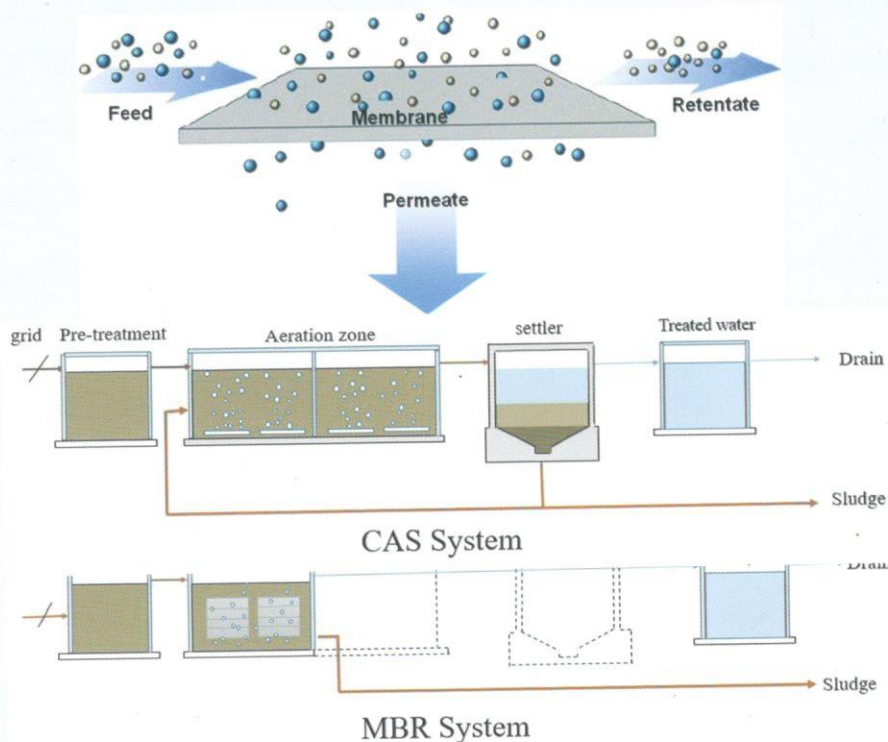 Feed
Membrane
Retentate
Permeate
grid Pre-treatment Aeration zone settler Treated water
Drain
Sludge
CAS System
Drain
Sludge
MBR System